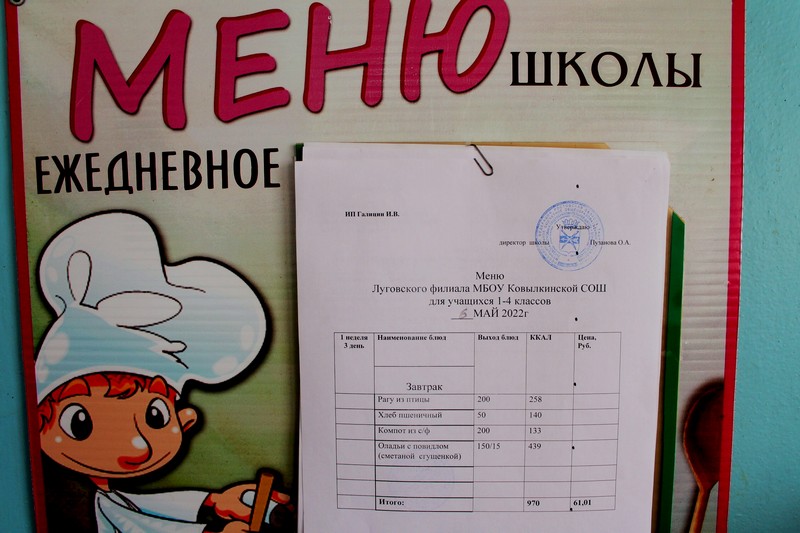 МЕНЮ
ШКОЛЫ
ЕЖЕДНЕВНОЕ
ИП Галицин И.В.
Утверждаю
директор школы Пузанова О.А.
Меню
Луговского филиала МБОУ Ковылкинской СОШ
для учащихся 1-4 классов
МАЙ 2022г
1 неделя Наименование блюд Выход блюд ККАЛ Цена,
3 день Руб.
Завтрак
Рагу из птицы 200 258
Хлеб пшеничный 50 140
Компот из с/ф 200 133
Оладьи с повидлом 150/15 439
(сметаной сгущенкой)
Итого: 970 61,01